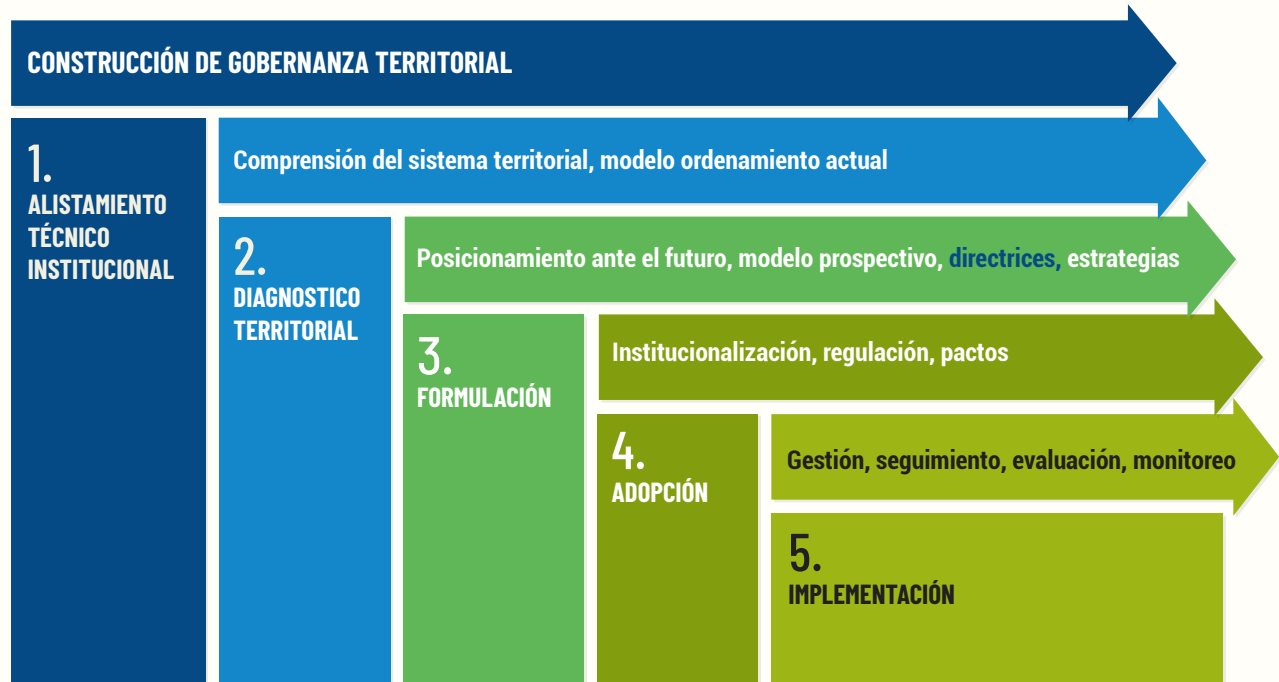 CONSTRUCCIÓN DE GOBERNANZA TERRITORIAL
1.
ALISTAMIENTO
TÉCNICO
INSTITUCIONAL
Comprensión del sistema territorial, modelo ordenamiento actual
2.
DIAGNOSTICO
TERRITORIAL
Posicionamiento ante el futuro, modelo prospectivo, directrices, estrategias
3.
FORMULACIÓN
Institucionalización, regulación, pactos
4.
ADOPCIÓN
Gestión, seguimiento, evaluación, monitoreo
5.
IMPLEMENTACIÓN